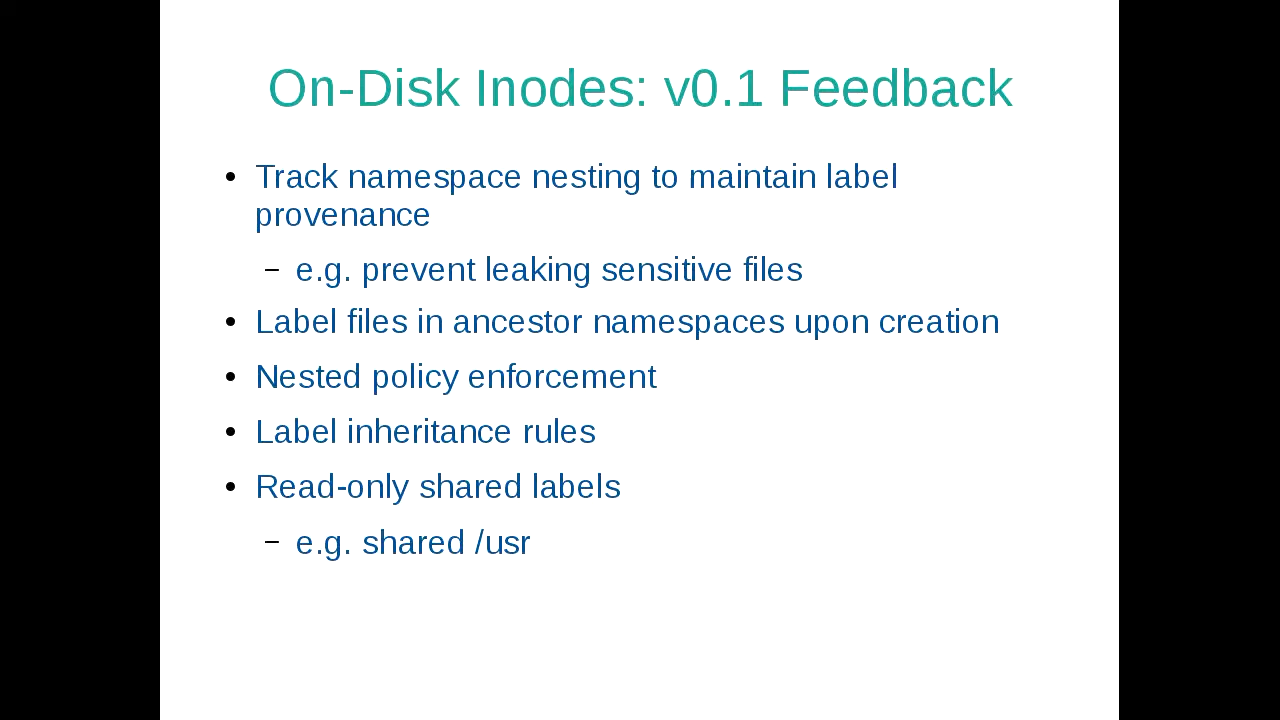 On-Disk Inodes: v0.1 Feedback
• Track namespace nesting to maintain label
provenance
– e.g. prevent leaking sensitive files
• Label files in ancestor namespaces upon creation
• Nested policy enforcement
• Label inheritance rules
• Read-only shared labels
– e.g. shared /usr